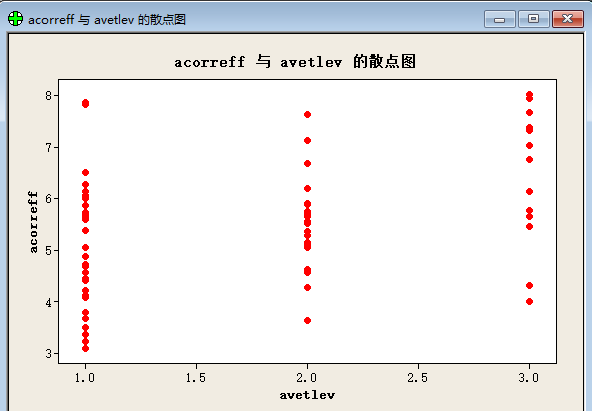 acorreff 与 avetlev 的散点图
acorreff 与 avetlev 的散点图
8
7
6
5
4
3
acorreff
1.0 1.5 2.0 2.5 3.0
avetlev